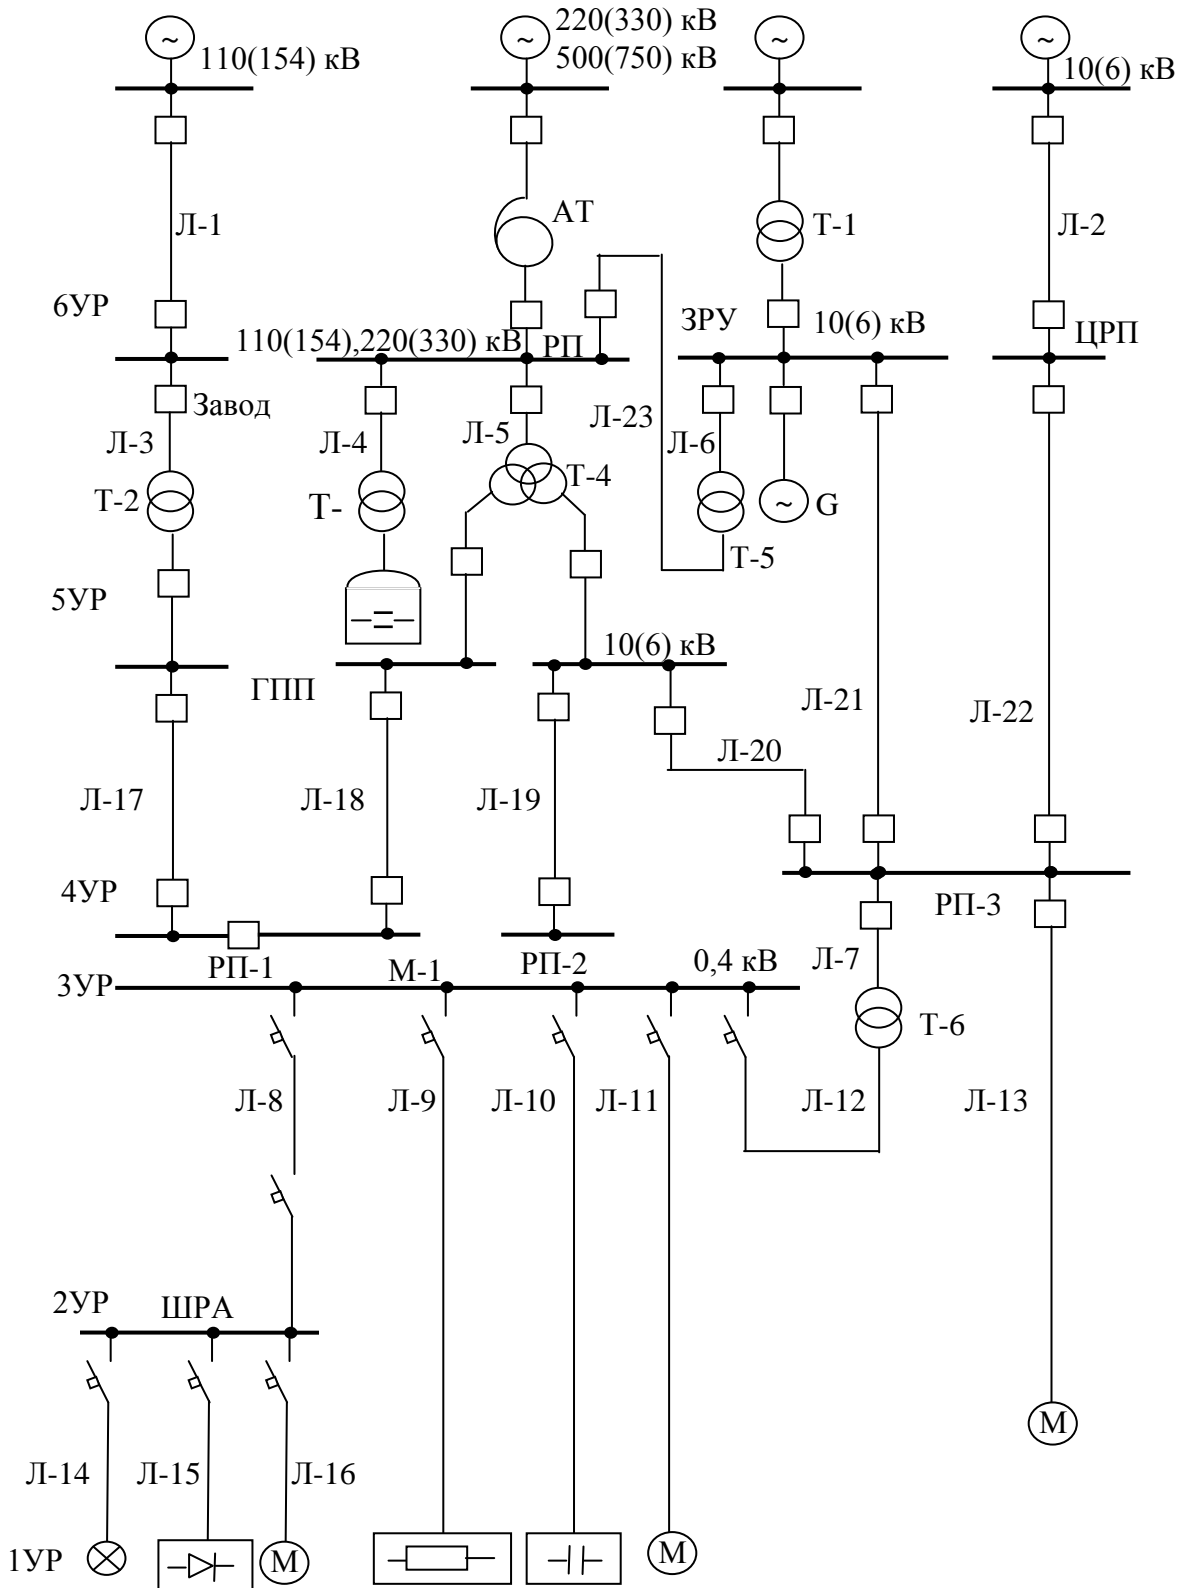 ~
110(154) кВ
~
220(330) кВ
500(750) кВ
~
~
10(6) кВ
Л-1
АТ
Т-1
Л-2
6УР
ЗРУ
10(6) кВ
ЦРП
110(154),220(330) кВ
РП
Завод
Л-3
Л-4
Л-5
Л-23
Л-6
Т-2
Т-
Т-4
~
G
Т-5
5УР
10(6) кВ
ГПП
Л-21
Л-22
Л-20
Л-17
Л-18
Л-19
4УР
РП-3
РП-1
М-1
РП-2
0,4 кВ
Л-7
3УР
Т-6
Л-8
Л-9
Л-10
Л-11
Л-12
Л-13
2УР
ШРА
М
Л-14
Л-15
Л-16
1УР
М
М